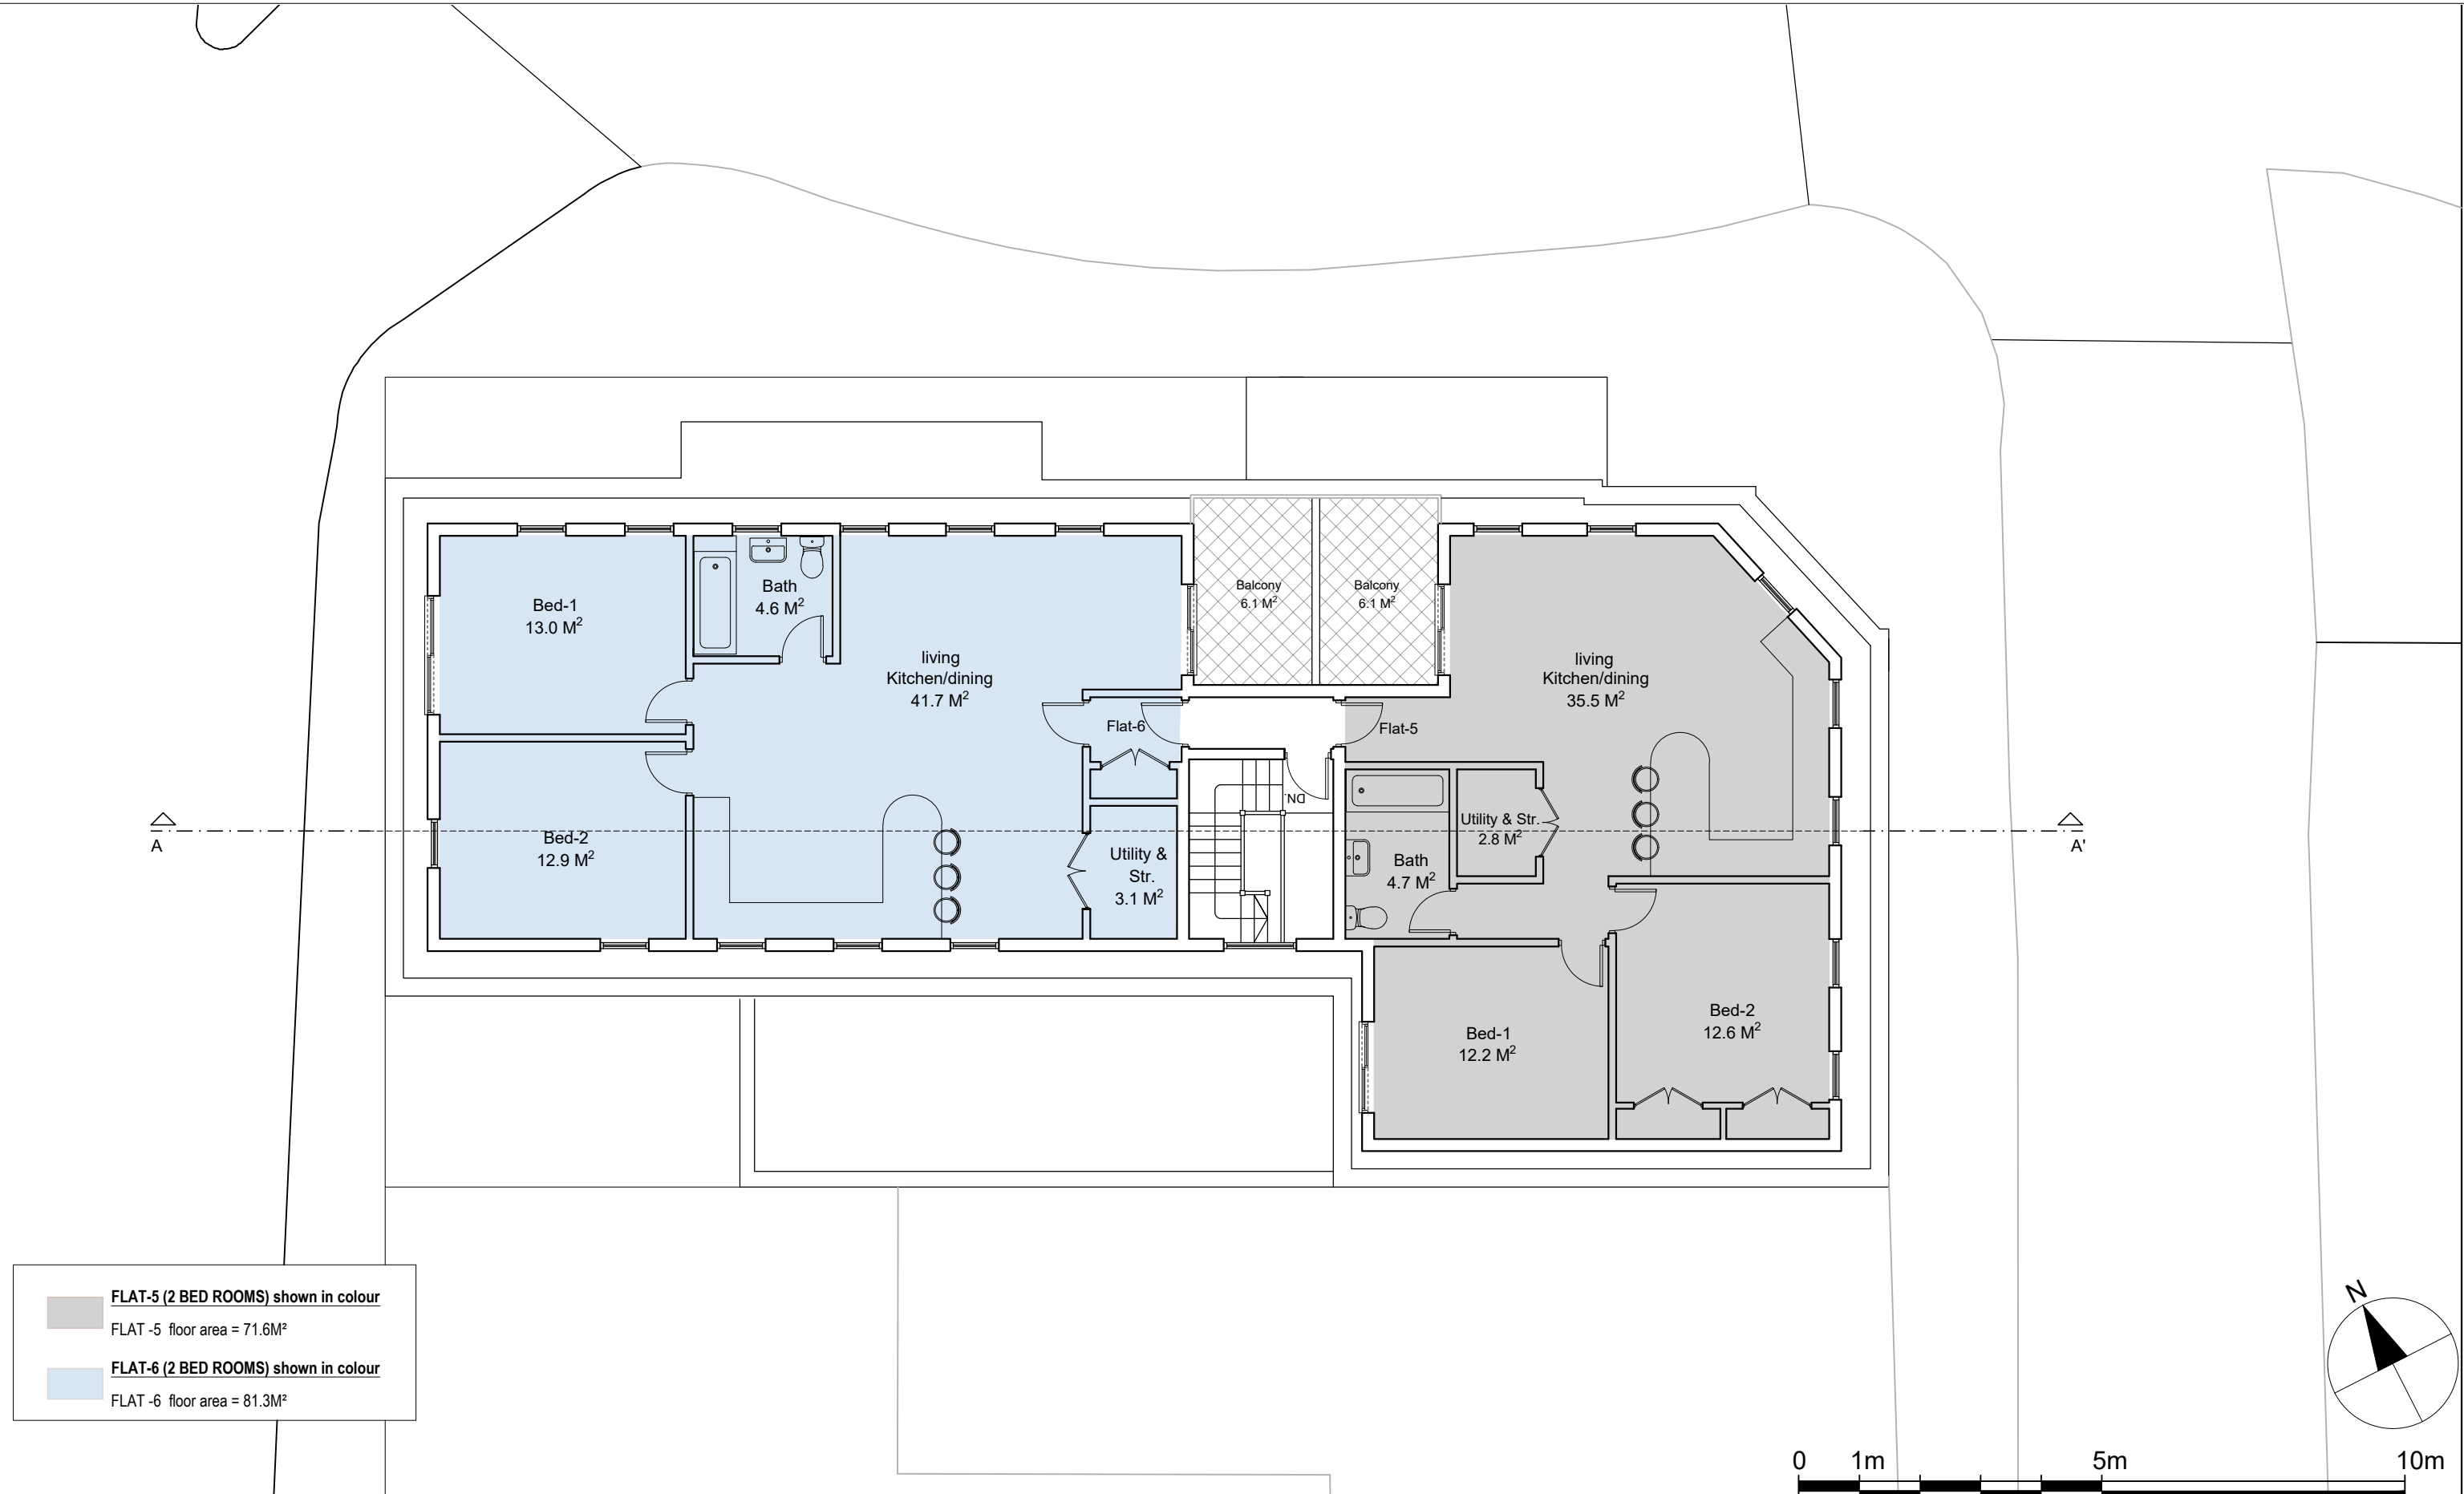 Balcony
6.1 M²
Balcony
6.1 M²
Bed-1
13.0 M²
Bath
4.6 M²
living
Kitchen/dining
41.7 M²
living
Kitchen/dining
35.5 M²
Flat-6
Flat-5
DN.
A
A'
Bed-2
12.9 M²
Utility &
Str.
3.1 M²
Utility & Str.
2.8 M²
Bath
4.7 M²
Bed-1
12.2 M²
Bed-2
12.6 M²
FLAT-5 (2 BED ROOMS) shown in colour
FLAT -5 floor area = 71.6M²
FLAT-6 (2 BED ROOMS) shown in colour
FLAT -6 floor area = 81.3M²
N
0 1m 5m 10m